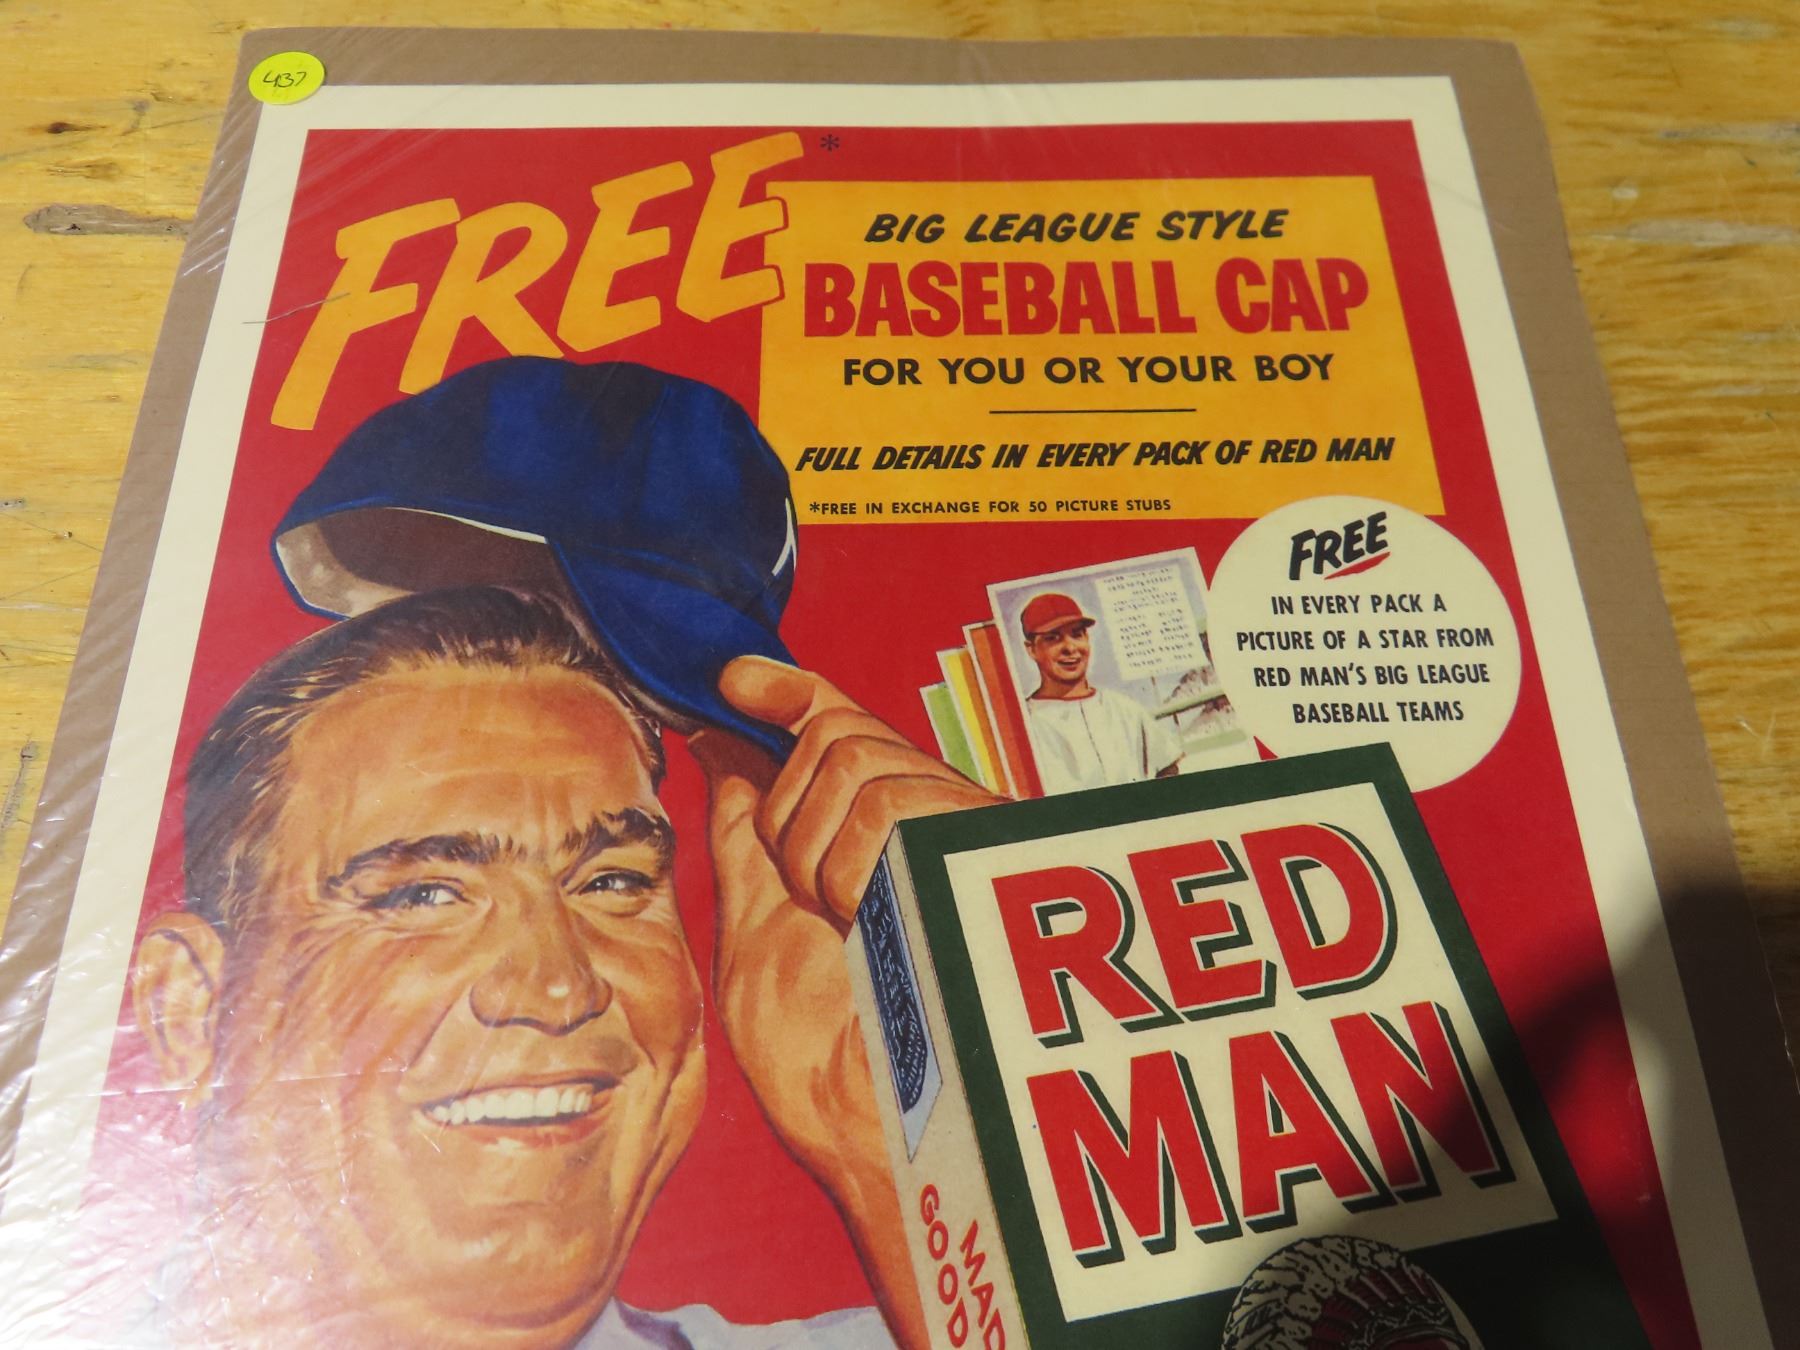 437
FREE*
BIG LEAGUE STYLE
BASEBALL CAP
FOR YOU OR YOUR BOY
FULL DETAILS IN EVERY PACK OF RED MAN
*FREE IN EXCHANGE FOR 50 PICTURE STUBS
FREE
IN EVERY PACK A
PICTURE OF A STAR FROM
RED MAN'S BIG LEAGUE
BASEBALL TEAMS
RED
MAN
MAD
GOOD